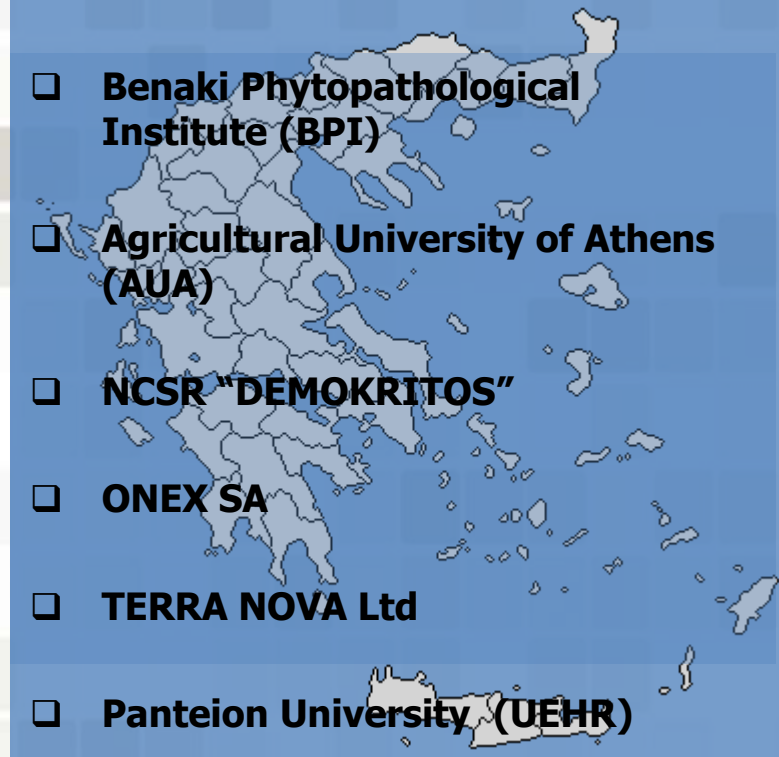 ❑ Benaki Phytopathological
Institute (BPI)
❑ Agricultural University of Athens
(AUA)
❑ NCSR “DEMOKRITOS”
❑ ONEX SA
❑ TERRA NOVA Ltd
❑ Panteion University (UEHR)